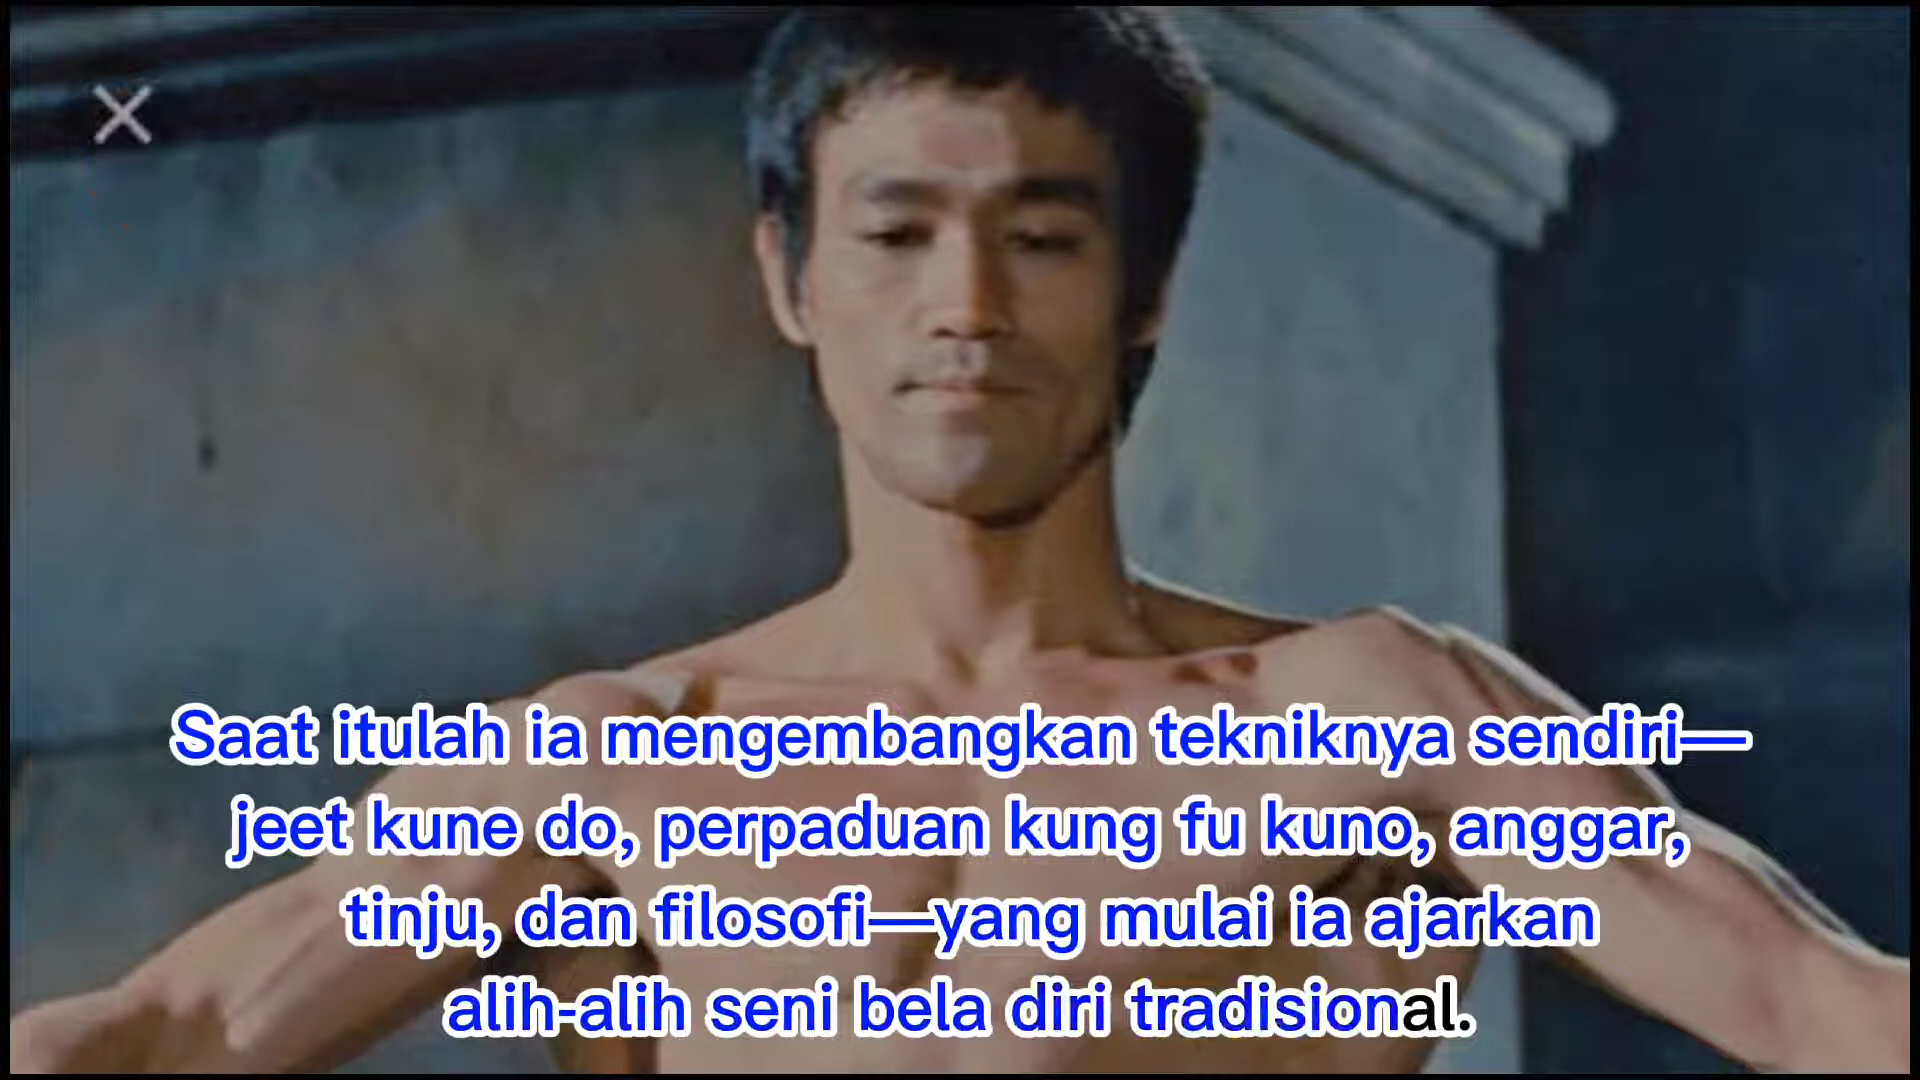 Saat itulah ia mengembangkan tekniknya sendiri—
jeet kune do, perpaduan kung fu kuno, anggar,
tinju, dan filosofi—yang mulai ia ajarkan
alih-alih seni bela diri tradisional.